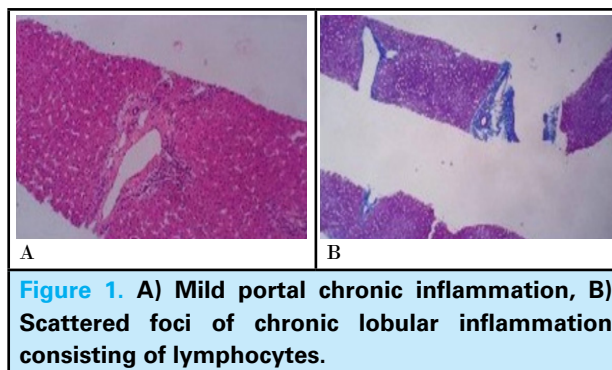 A
B
Figure 1. A) Mild portal chronic inflammation, B)
Scattered foci of chronic lobular inflammation
consisting of lymphocytes.